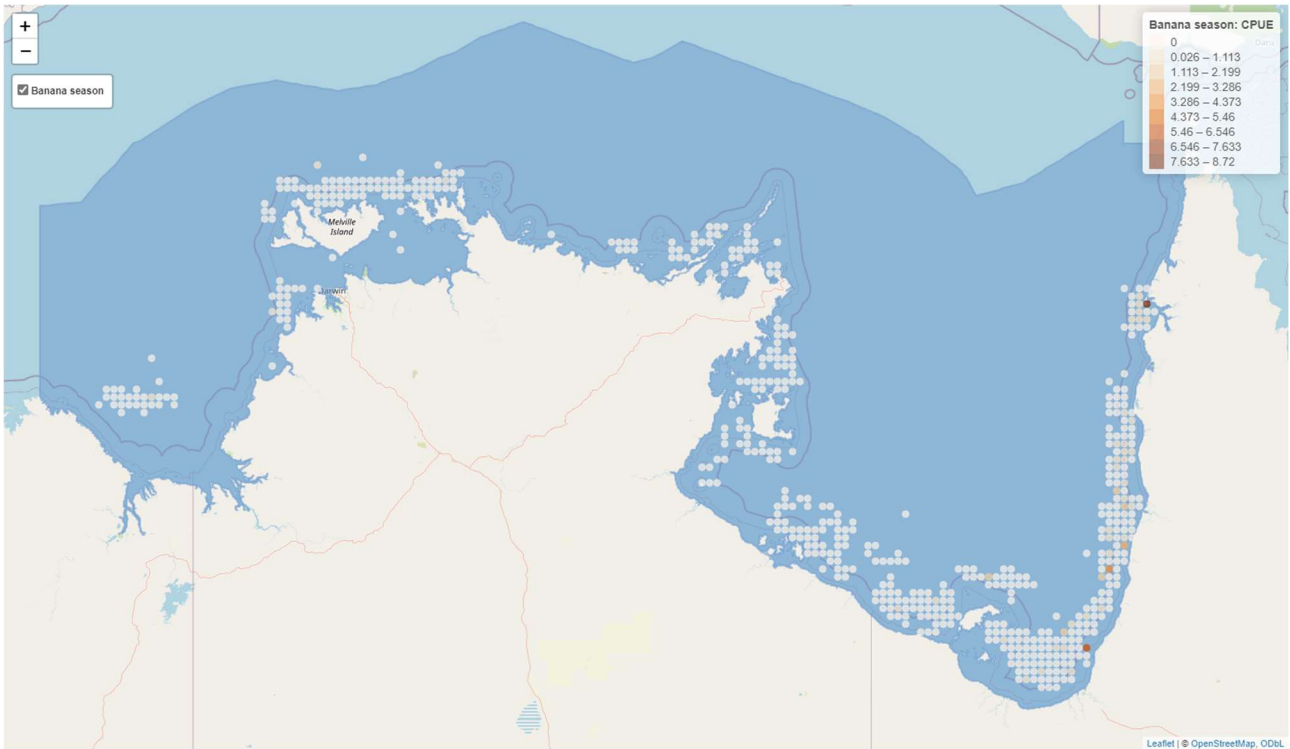 +
−
Banana season
Banana season: CPUE
0
0.026 – 1.113
1.113 – 2.199
2.199 – 3.286
3.286 – 4.373
4.373 – 5.46
5.46 – 6.546
6.546 – 7.633
7.633 – 8.72
Daru
Melville
Island
Darwin
Leaflet | © OpenStreetMap, ODbL